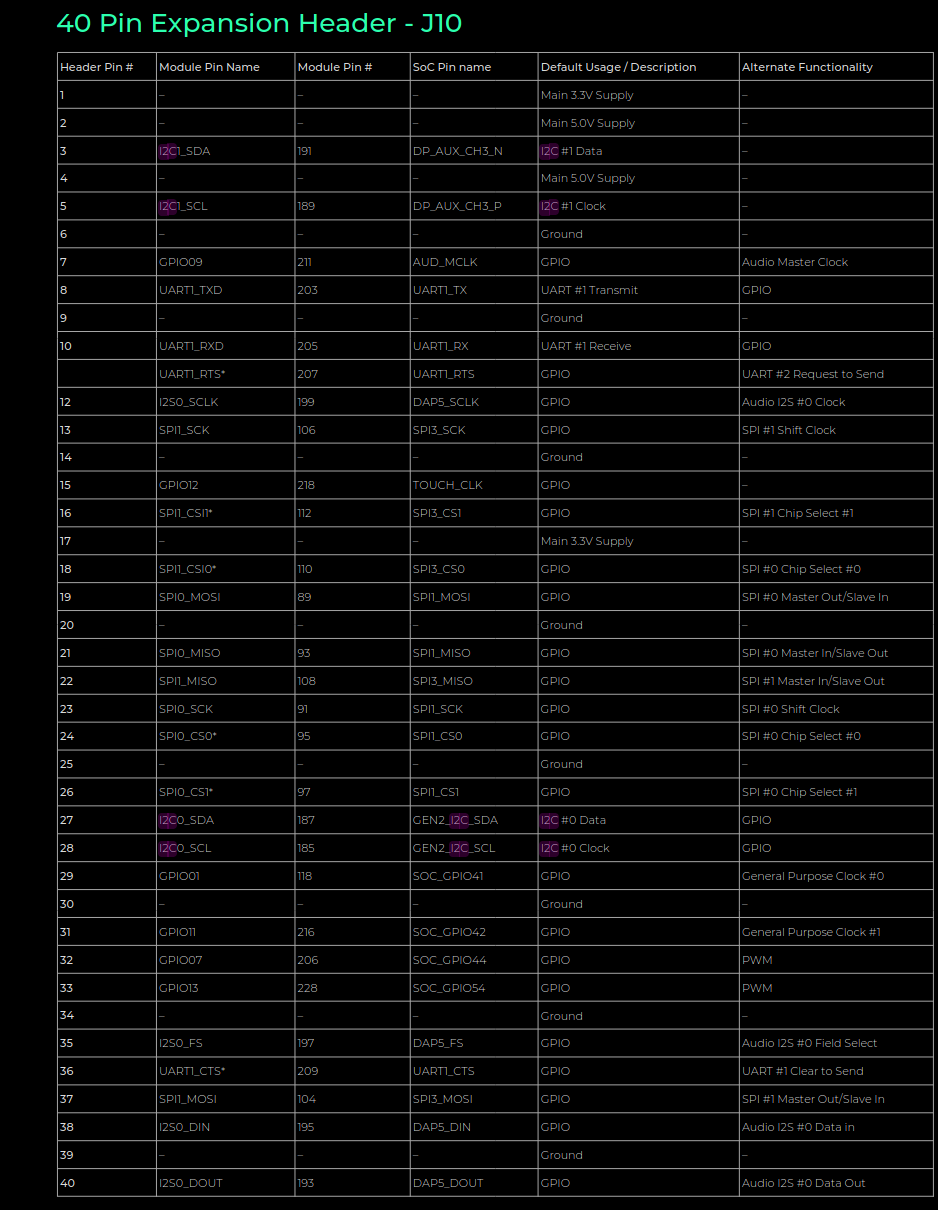 40 Pin Expansion Header - J10
Header Pin # Module Pin Name Module Pin # SoC Pin name Default Usage / Description Alternate Functionality
1 – – – Main 3.3V Supply –
2 – – – Main 5.0V Supply –
3 I2C1_SDA 191 DP_AUX_CH3_N I2C #1 Data –
4 – – – Main 5.0V Supply –
5 I2C1_SCL 189 DP_AUX_CH3_P I2C #1 Clock –
6 – – – Ground –
7 GPIO09 211 AUD_MCLK GPIO Audio Master Clock
8 UART1_TXD 203 UART1_TX UART #1 Transmit GPIO
9 – – – Ground –
10 UART1_RXD 205 UART1_RX UART #1 Receive GPIO
UART1_RTS* 207 UART1_RTS GPIO UART #2 Request to Send
12 I2S0_SCLK 199 DAP5_SCLK GPIO Audio I2S #0 Clock
13 SPI1_SCK 106 SPI3_SCK GPIO SPI #1 Shift Clock
14 – – – Ground –
15 GPIO12 218 TOUCH_CLK GPIO –
16 SPI1_CSI1* 112 SPI3_CS1 GPIO SPI #1 Chip Select #1
17 – – – Main 3.3V Supply –
18 SPI1_CSI0* 110 SPI3_CS0 GPIO SPI #0 Chip Select #0
19 SPI0_MOSI 89 SPI1_MOSI GPIO SPI #0 Master Out/Slave In
20 – – – Ground –
21 SPI0_MISO 93 SPI1_MISO GPIO SPI #0 Master In/Slave Out
22 SPI1_MISO 108 SPI3_MISO GPIO SPI #1 Master In/Slave Out
23 SPI0_SCK 91 SPI1_SCK GPIO SPI #0 Shift Clock
24 SPI0_CS0* 95 SPI1_CS0 GPIO SPI #0 Chip Select #0
25 – – – Ground –
26 SPI0_CS1* 97 SPI1_CS1 GPIO SPI #0 Chip Select #1
27 I2C0_SDA 187 GEN2_I2C_SDA I2C #0 Data GPIO
28 I2C0_SCL 185 GEN2_I2C_SCL I2C #0 Clock GPIO
29 GPIO01 118 SOC_GPIO41 GPIO General Purpose Clock #0
30 – – – Ground –
31 GPIO11 216 SOC_GPIO42 GPIO General Purpose Clock #1
32 GPIO07 206 SOC_GPIO44 GPIO PWM
33 GPIO13 228 SOC_GPIO54 GPIO PWM
34 – – – Ground –
35 I2S0_FS 197 DAP5_FS GPIO Audio I2S #0 Field Select
36 UART1_CTS* 209 UART1_CTS GPIO UART #1 Clear to Send
37 SPI1_MOSI 104 SPI3_MOSI GPIO SPI #1 Master Out/Slave In
38 I2S0_DIN 195 DAP5_DIN GPIO Audio I2S #0 Data in
39 – – – Ground –
40 I2S0_DOUT 193 DAP5_DOUT GPIO Audio I2S #0 Data Out